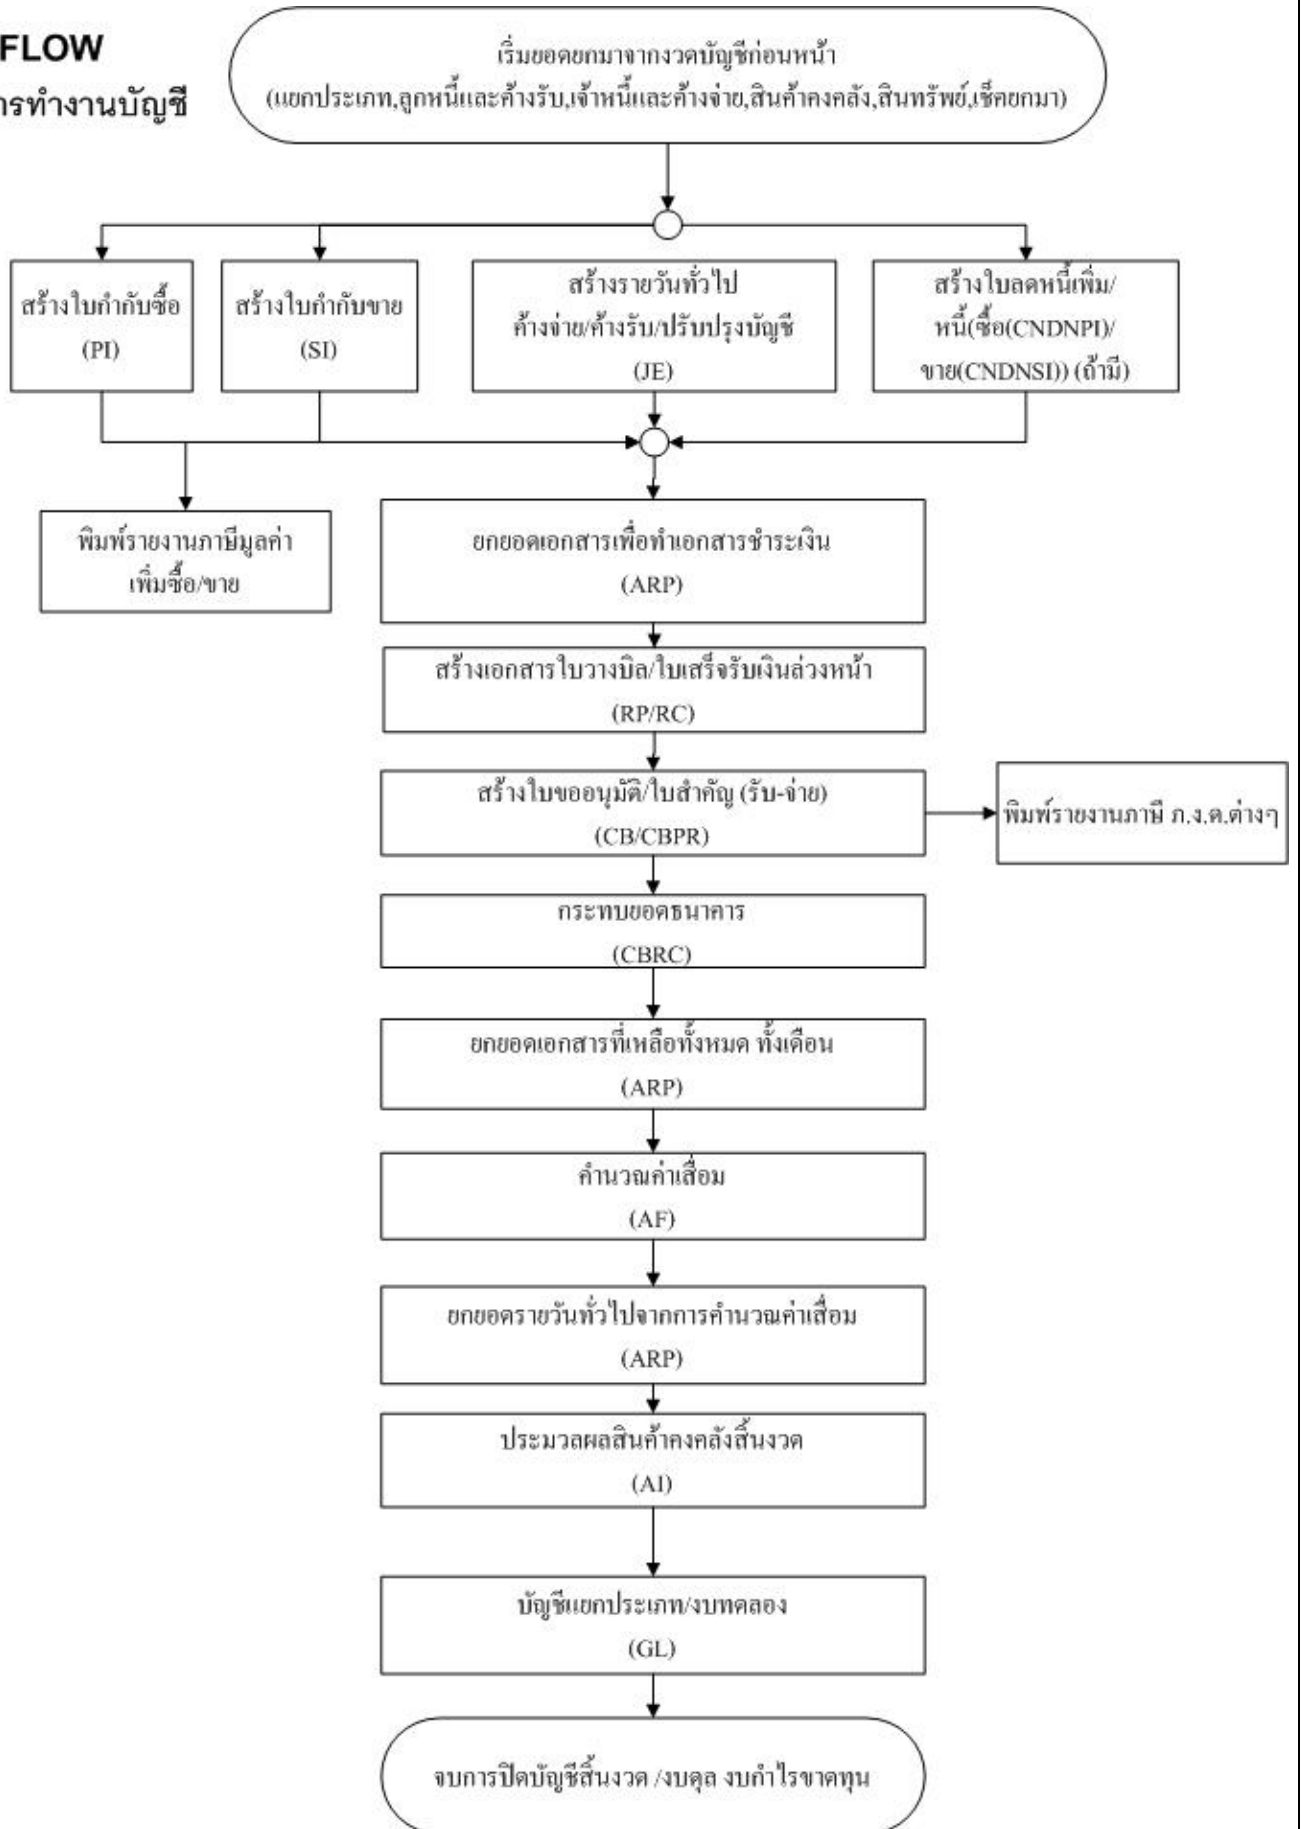 FLOW
ารทำงานบัญชี
เริ่มยอดยกมาจากงวดบัญชีก่อนหน้า
(แยกประเภท,ลูกหนี้และค้างรับ,เจ้าหนี้และค้างจ่าย,สินค้าคงคลัง,สินทรัพย์,เช็คยกมา)
สร้างใบกำกับซื้อ
(PI)
สร้างใบกำกับขาย
(SI)
สร้างรายวันทั่วไป
ค้างจ่าย/ค้างรับ/ปรับปรุงบัญชี
(JE)
สร้างใบลดหนี้เพิ่ม/
หนี้(ซื้อ(CNDNPI)/
ขาย(CNDNSI)) (ถ้ามี)
พิมพ์รายงานภาษีมูลค่า
เพิ่มซื้อ/ขาย
ยกยอดเอกสารเพื่อทำเอกสารชำระเงิน
(ARP)
สร้างเอกสารใบวางบิล/ใบเสร็จรับเงินล่วงหน้า
(RP/RC)
สร้างใบขออนุมัติ/ใบสำคัญ (รับ-จ่าย)
(CB/CBPR)
พิมพ์รายงานภาษี ภ.ง.ด.ต่างๆ
กระทบยอดธนาคาร
(CBRC)
ยกยอดเอกสารที่เหลือทั้งหมด ทั้งเดือน
(ARP)
คำนวณค่าเสื่อม
(AF)
ยกยอดรายวันทั่วไปจากการคำนวณค่าเสื่อม
(ARP)
ประมวลผลสินค้าคงคลังสิ้นงวด
(AI)
บัญชีแยกประเภท/งบทดลอง
(GL)
จบการปิดบัญชีสิ้นงวด /งบดุล งบกำไรขาดทุน